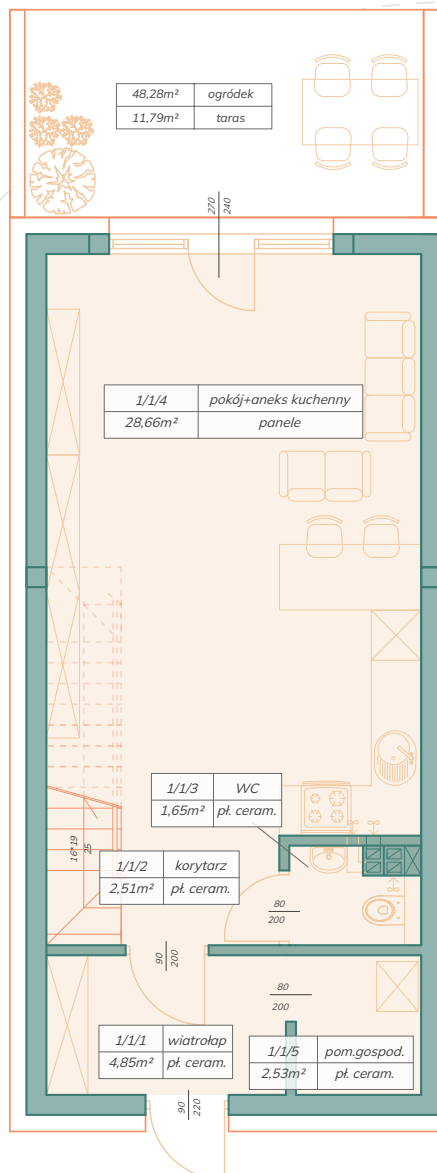 48,28m² ogródek
11,79m² taras
270
240
1/1/4 pokój+aneks kuchenny
28,66m² panele
1/1/3 WC
1,65m² pł. ceram.
16*19
25
1/1/2 korytarz
2,51m² pł. ceram.
80
200
90
200
80
200
1/1/1 wiatrołap
4,85m² pł. ceram.
1/1/5 pom.gospod.
2,53m² pł. ceram.
90
220